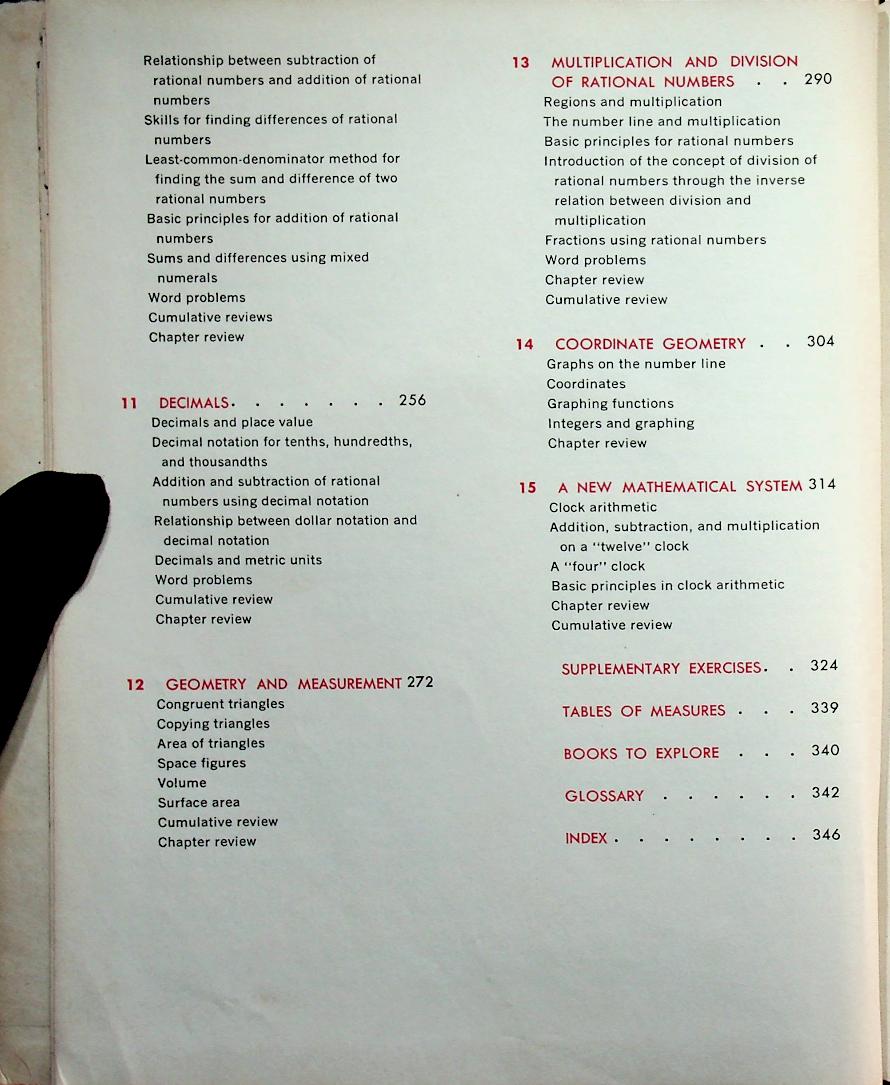 Relationship between subtraction of
rational numbers and addition of rational
numbers
Skills for finding differences of rational
numbers
Least-common-denominator method for
finding the sum and difference of two
rational numbers
Basic principles for addition of rational
numbers
Sums and differences using mixed
numerals
Word problems
Cumulative reviews
Chapter review
11 DECIMALS. . . . . . . 256
Decimals and place value
Decimal notation for tenths, hundredths,
and thousandths
Addition and subtraction of rational
numbers using decimal notation
Relationship between dollar notation and
decimal notation
Decimals and metric units
Word problems
Cumulative review
Chapter review
12 GEOMETRY AND MEASUREMENT 272
Congruent triangles
Copying triangles
Area of triangles
Space figures
Volume
Surface area
Cumulative review
Chapter review
13 MULTIPLICATION AND DIVISION
OF RATIONAL NUMBERS . . 290
Regions and multiplication
The number line and multiplication
Basic principles for rational numbers
Introduction of the concept of division of
rational numbers through the inverse
relation between division and
multiplication
Fractions using rational numbers
Word problems
Chapter review
Cumulative review
14 COORDINATE GEOMETRY . . 304
Graphs on the number line
Coordinates
Graphing functions
Integers and graphing
Chapter review
15 A NEW MATHEMATICAL SYSTEM 314
Clock arithmetic
Addition, subtraction, and multiplication
on a "twelve" clock
A "four" clock
Basic principles in clock arithmetic
Chapter review
Cumulative review
SUPPLEMENTARY EXERCISES. . 324
TABLES OF MEASURES . . . 339
BOOKS TO EXPLORE . . . 340
GLOSSARY . . . . . . 342
INDEX . . . . . . . . 346